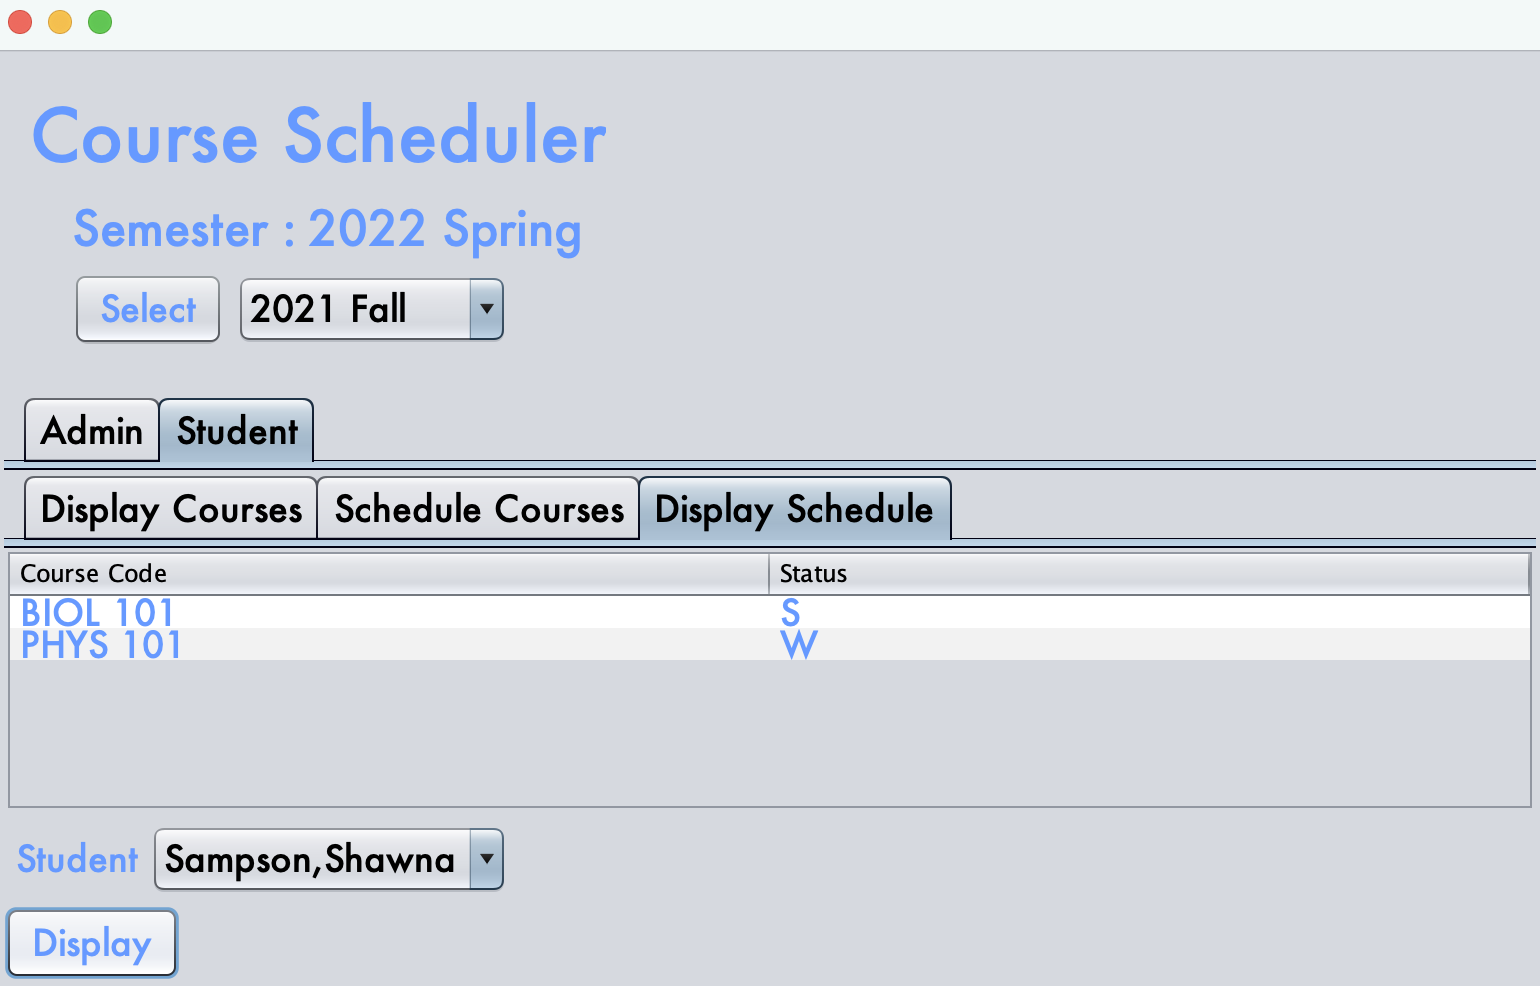 Course Scheduler
Semester : 2022 Spring
Select 2021 Fall
Admin Student
Display Courses Schedule Courses Display Schedule
Course Code Status
BIOL 101 S
PHYS 101 W
Student Sampson,Shawna
Display